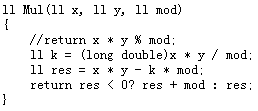 ll Mul(ll x, ll y, ll mod)
{
    //return x * y % mod;
    ll k = (long double)x * y / mod;
    ll res = x * y - k * mod;
    return res < 0? res + mod : res;
}